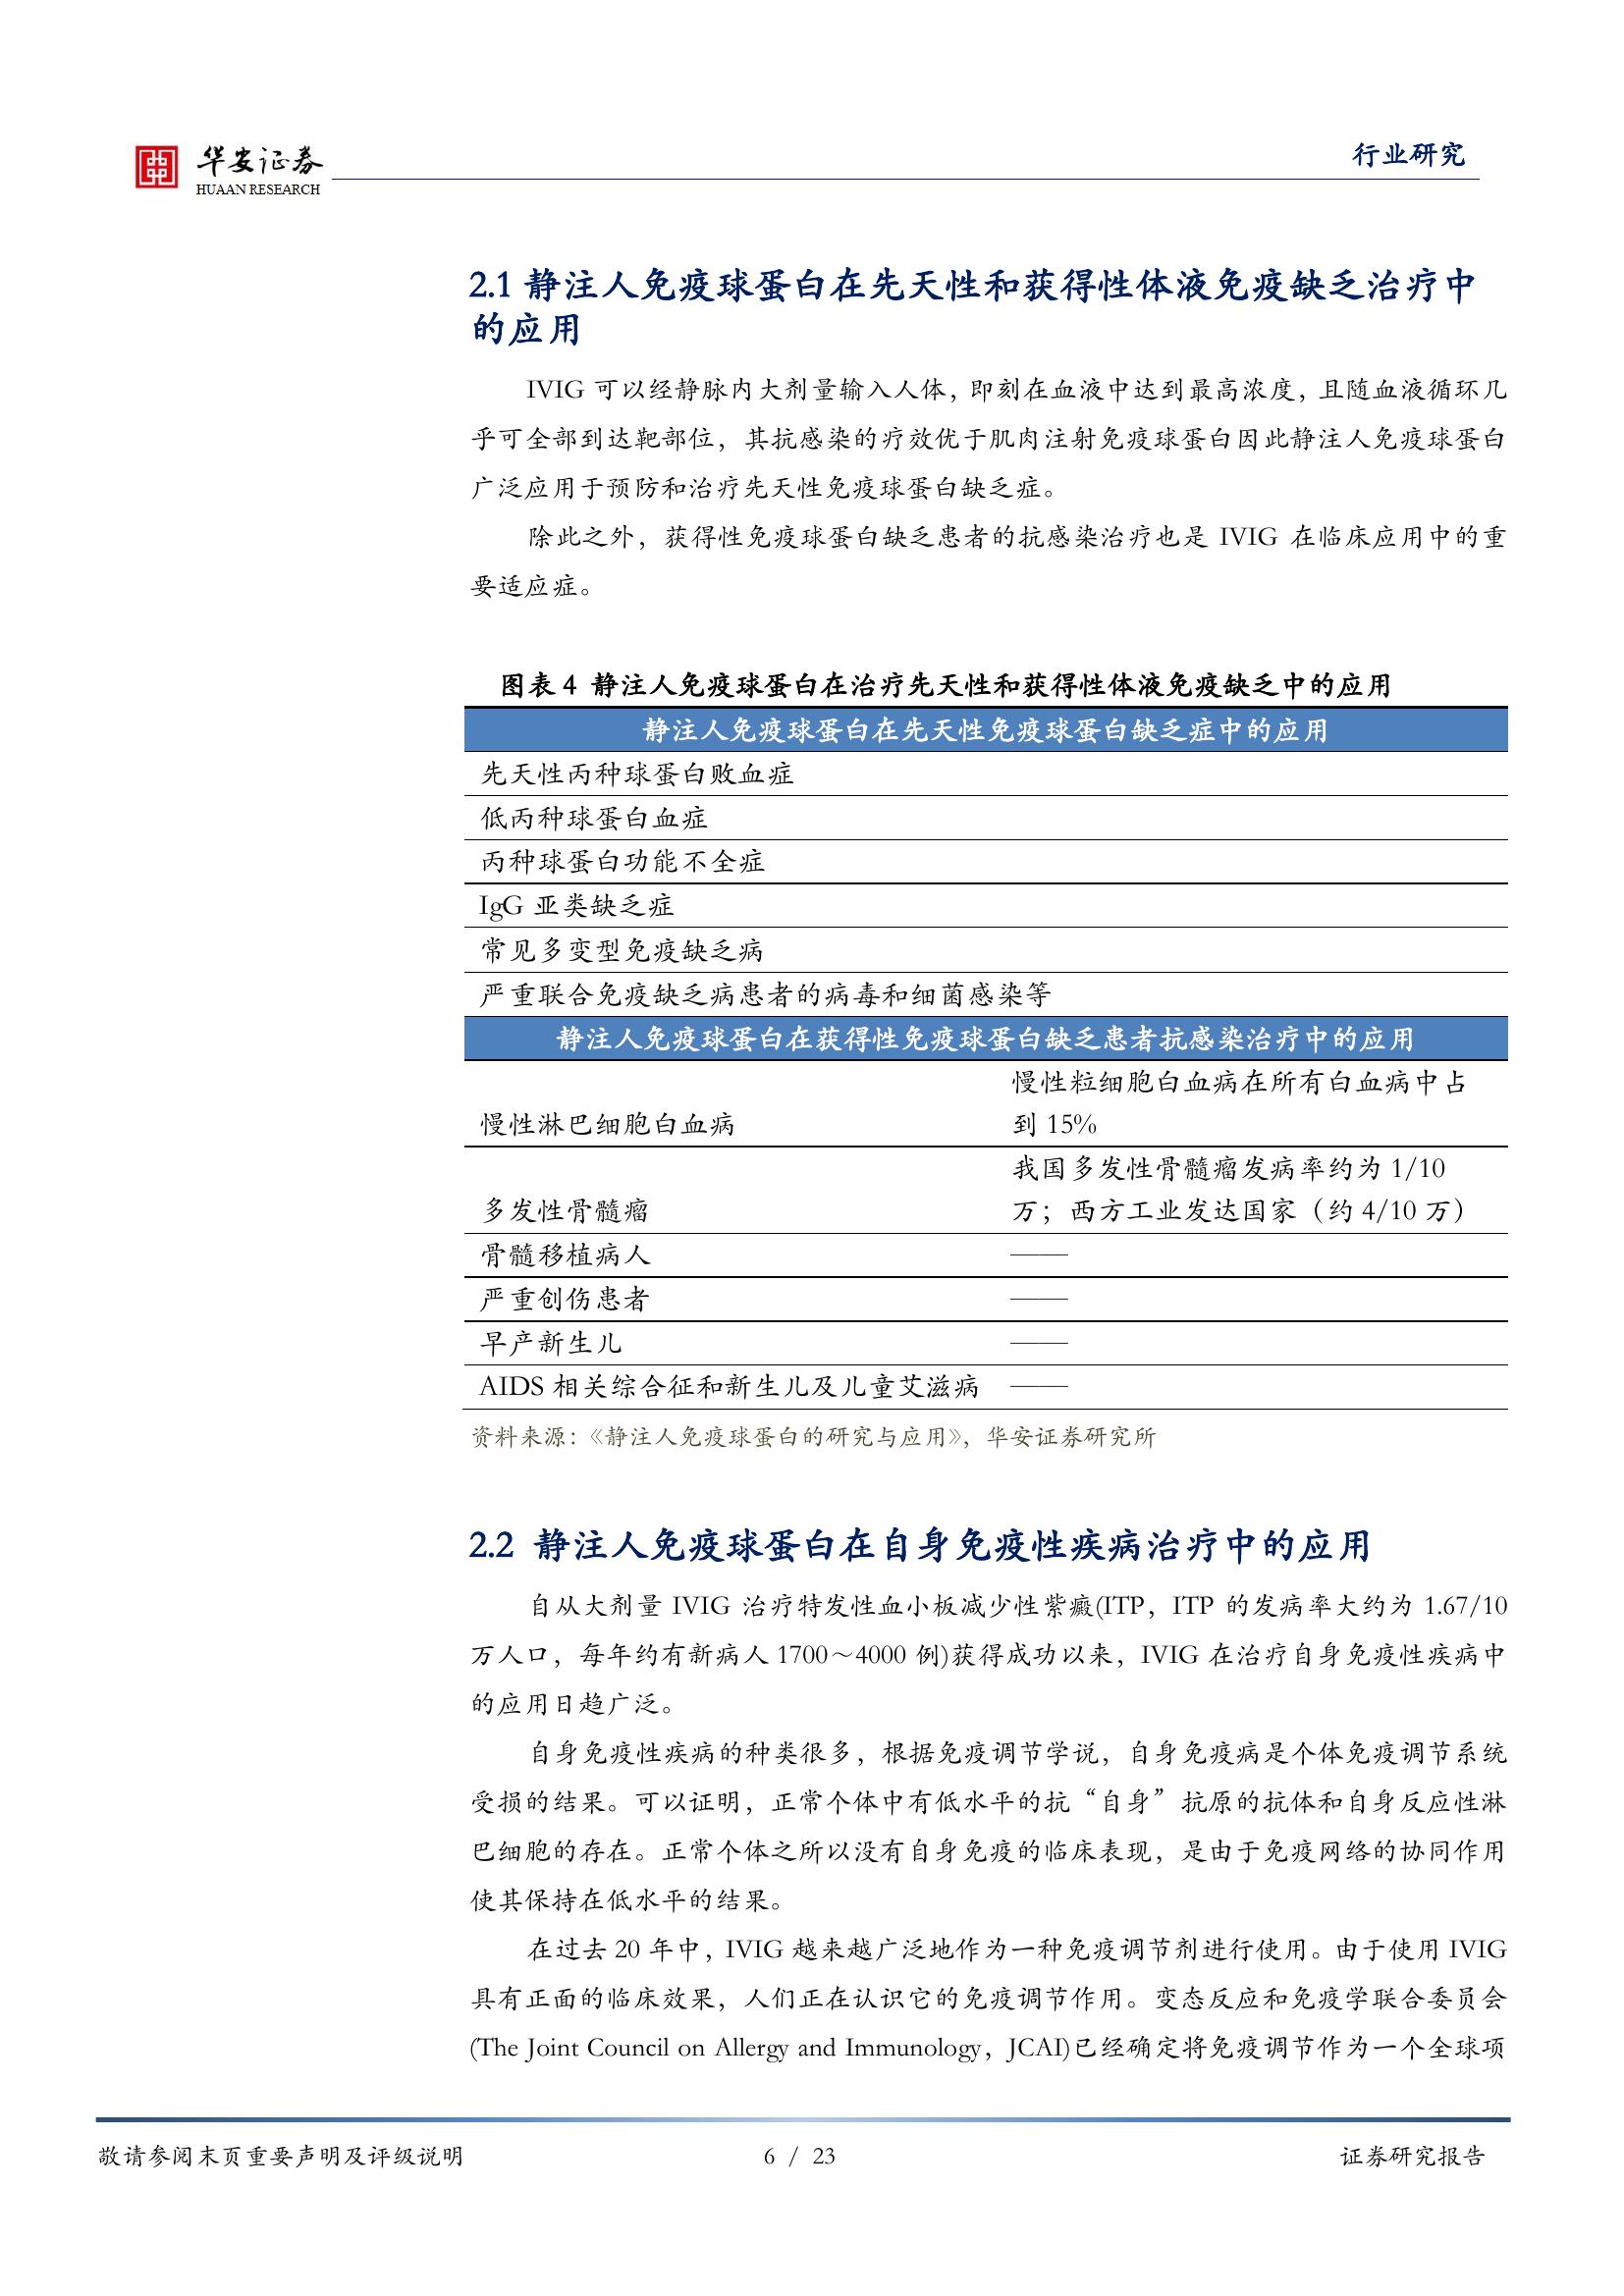 华安证券
HUAAN RESEARCH
行业研究
2.1 静注人免疫球蛋白在先天性和获得性体液免疫缺乏治疗中
的应用
IVIG 可以经静脉内大剂量输入人体，即刻在血液中达到最高浓度，且随血液循环几
乎可全部到达靶部位，其抗感染的疗效优于肌肉注射免疫球蛋白因此静注人免疫球蛋白
广泛应用于预防和治疗先天性免疫球蛋白缺乏症。
除此之外，获得性免疫球蛋白缺乏患者的抗感染治疗也是 IVIG 在临床应用中的重
要适应症。
图表 4 静注人免疫球蛋白在治疗先天性和获得性体液免疫缺乏中的应用
静注人免疫球蛋白在先天性免疫球蛋白缺乏症中的应用
先天性丙种球蛋白败血症
低丙种球蛋白血症
丙种球蛋白功能不全症
IgG 亚类缺乏症
常见多变型免疫缺乏病
严重联合免疫缺乏病患者的病毒和细菌感染等
静注人免疫球蛋白在获得性免疫球蛋白缺乏患者抗感染治疗中的应用
慢性粒细胞白血病在所有白血病中占
慢性淋巴细胞白血病 到 15%
我国多发性骨髓瘤发病率约为 1/10
多发性骨髓瘤 万；西方工业发达国家（约 4/10 万）
骨髓移植病人 ——
严重创伤患者 ——
早产新生儿 ——
AIDS 相关综合征和新生儿及儿童艾滋病 ——
资料来源：《静注人免疫球蛋白的研究与应用》，华安证券研究所
2.2 静注人免疫球蛋白在自身免疫性疾病治疗中的应用
自从大剂量 IVIG 治疗特发性血小板减少性紫癜(ITP，ITP 的发病率大约为 1.67/10
万人口，每年约有新病人 1700～4000 例)获得成功以来，IVIG 在治疗自身免疫性疾病中
的应用日趋广泛。
自身免疫性疾病的种类很多，根据免疫调节学说，自身免疫病是个体免疫调节系统
受损的结果。可以证明，正常个体中有低水平的抗“自身”抗原的抗体和自身反应性淋
巴细胞的存在。正常个体之所以没有自身免疫的临床表现，是由于免疫网络的协同作用
使其保持在低水平的结果。
在过去 20 年中，IVIG 越来越广泛地作为一种免疫调节剂进行使用。由于使用 IVIG
具有正面的临床效果，人们正在认识它的免疫调节作用。变态反应和免疫学联合委员会
(The Joint Council on Allergy and Immunology，JCAI)已经确定将免疫调节作为一个全球项
敬请参阅末页重要声明及评级说明 6 / 23 证券研究报告